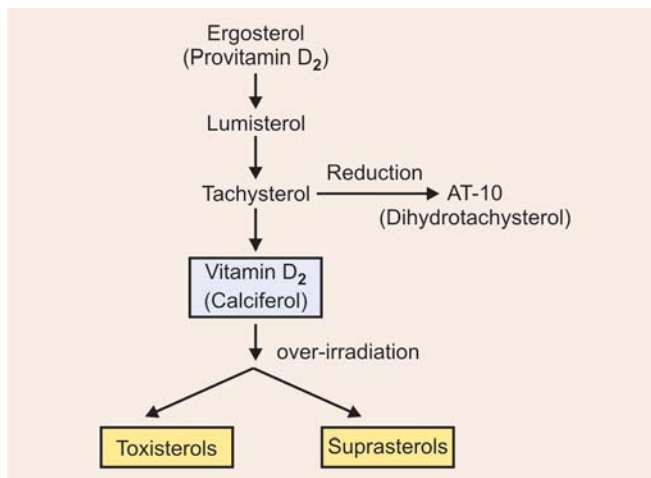 Ergosterol
(Provitamin D2)
Lumisterol
Reduction
Tachysterol
AT-10
(Dihydrotachysterol)
Vitamin D2
(Calciferol)
over-irradiation
Toxisterols
Suprasterols